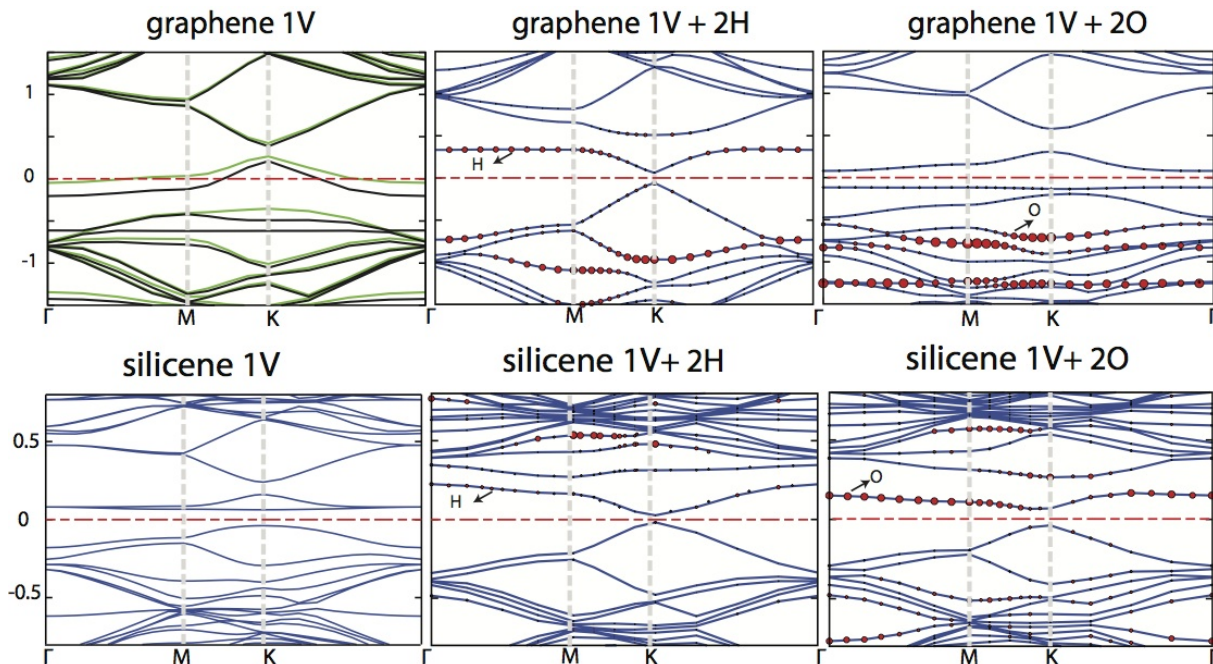 graphene 1V
graphene 1V + 2H
graphene 1V + 2O
1
0
-1
H
O
Γ
M
K
Γ
M
K
Γ
M
K
Γ
silicene 1V
silicene 1V+ 2H
silicene 1V+ 2O
0.5
0
-0.5
H
O
Γ
M
K
Γ
M
K
Γ
M
K
Γ